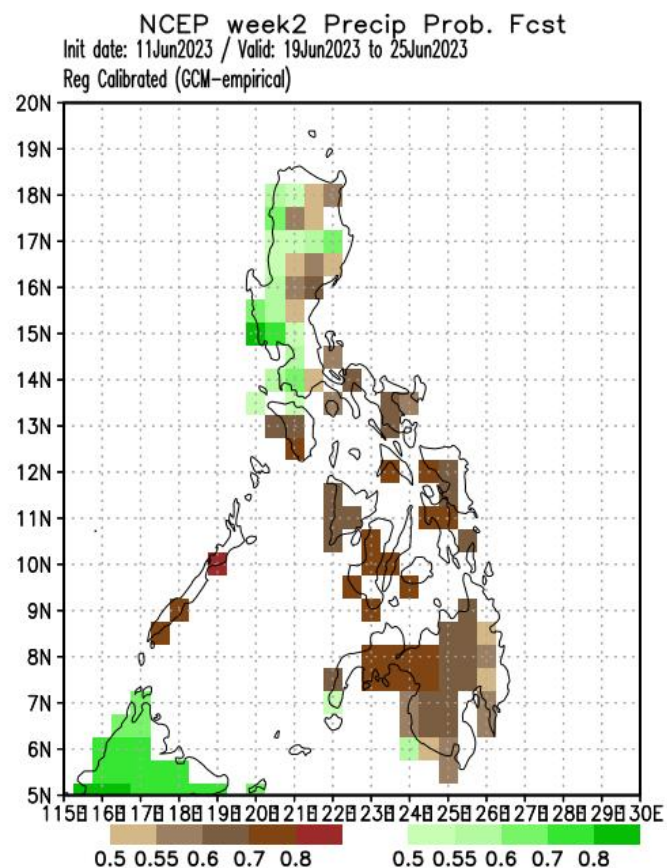 NCEP week2 Precip Prob. Fcst
Init date: 11Jun2023 / Valid: 19Jun2023 to 25Jun2023
Reg Calibrated (GCM-empirical)
20N
19N
18N
17N
16N
15N
14N
13N
12N
11N
10N
9N
8N
7N
6N
5N
115E 116E 117E 118E 119E 120E 121E 122E 123E 124E 125E 126E 127E 128E 129E 130E
0.5 0.55 0.6 0.7 0.8 0.5 0.55 0.6 0.7 0.8